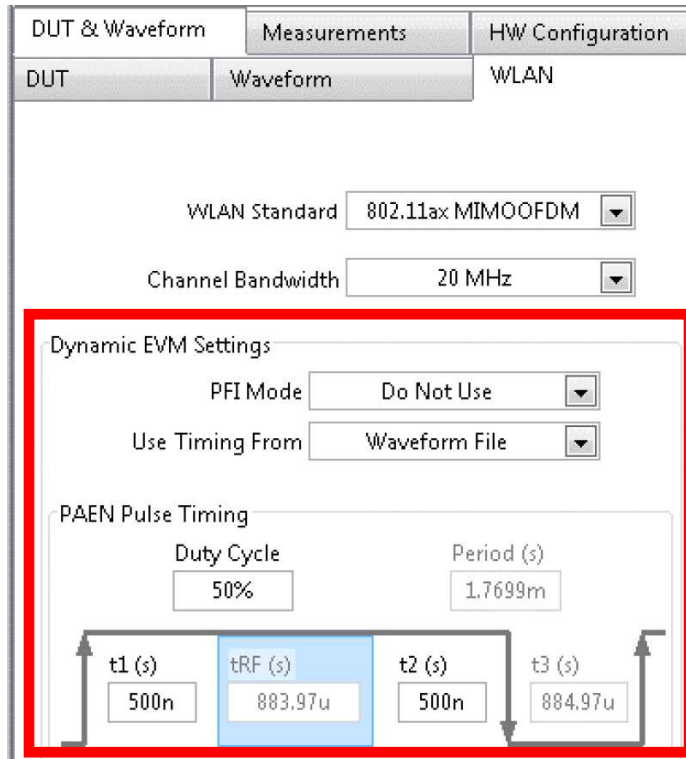 DUT & Waveform Measurements HW Configuration
DUT Waveform WLAN
WLAN Standard 802.11ax MIMOOFDM
Channel Bandwidth 20 MHz
Dynamic EVM Settings
PFI Mode Do Not Use
Use Timing From Waveform File
PAEN Pulse Timing
Duty Cycle Period (s)
50% 1.7699m
t1 (s) tRF (s) t2 (s) t3 (s)
500n 883.97u 500n 884.97u